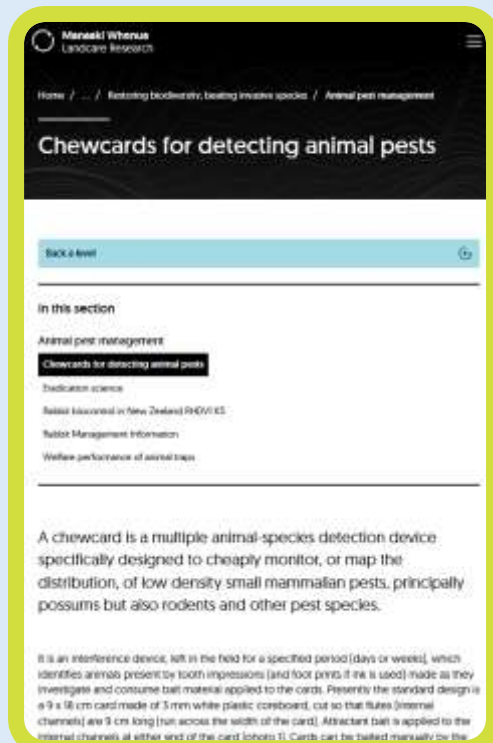 Manaaki Whenua
Landcare Research
Home / ... / Restoring biodiversity, beating invasive species / Animal pest management
Chewcards for detecting animal pests
Back a level
In this section
Animal pest management
Chewcards for detecting animal pests
Eradication science
Rabbit biocontrol in New Zealand RHDV1 K5
Rabbit Management Information
Welfare performance of animal traps
A chewcard is a multiple animal-species detection device
specifically designed to cheaply monitor, or map the
distribution, of low density small mammalian pests, principally
possums but also rodents and other pest species.
It is an interference device, left in the field for a specified period (days or weeks), which
identifies animals present by tooth impressions (and foot prints if ink is used) made as they
investigate and consume bait material applied to the cards. Presently the standard design is
a 9 x 18 cm card made of 3 mm white plastic coreboard, cut so that flutes (internal
channels) are 9 cm long (run across the width of the card). Attractant bait is applied to the
internal channels at either end of the card (photo 1). Cards can be baited manually by the